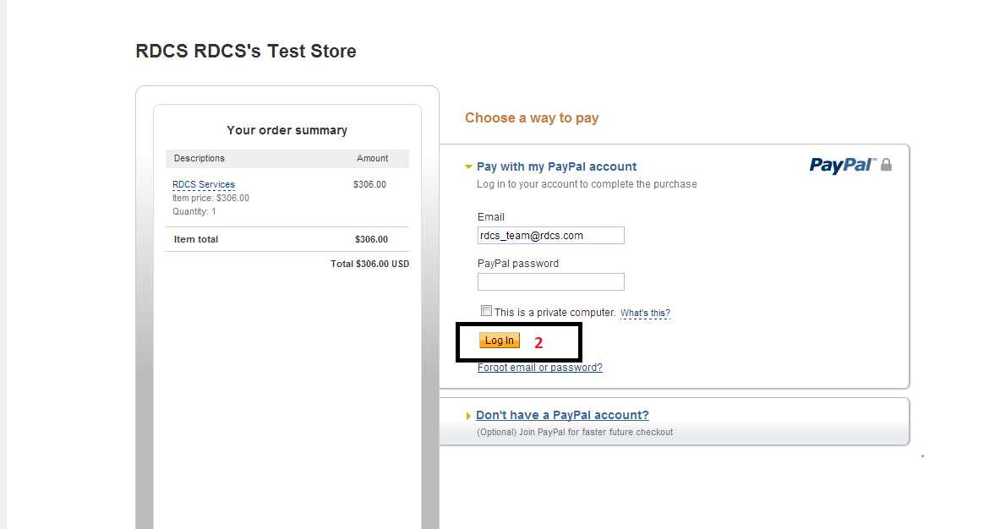 RDCS RDCS's Test Store
Your order summary
Descriptions Amount
RDCS Services $306.00
Item price: $306.00
Quantity: 1
Item total $306.00
Total $306.00 USD
Choose a way to pay
Pay with my PayPal account
PayPal™
Log in to your account to complete the purchase
Email
rdcs_team@rdcs.com
PayPal password
This is a private computer. What's this?
Log In 2
Forgot email or password?
Don't have a PayPal account?
(Optional) Join PayPal for faster future checkout